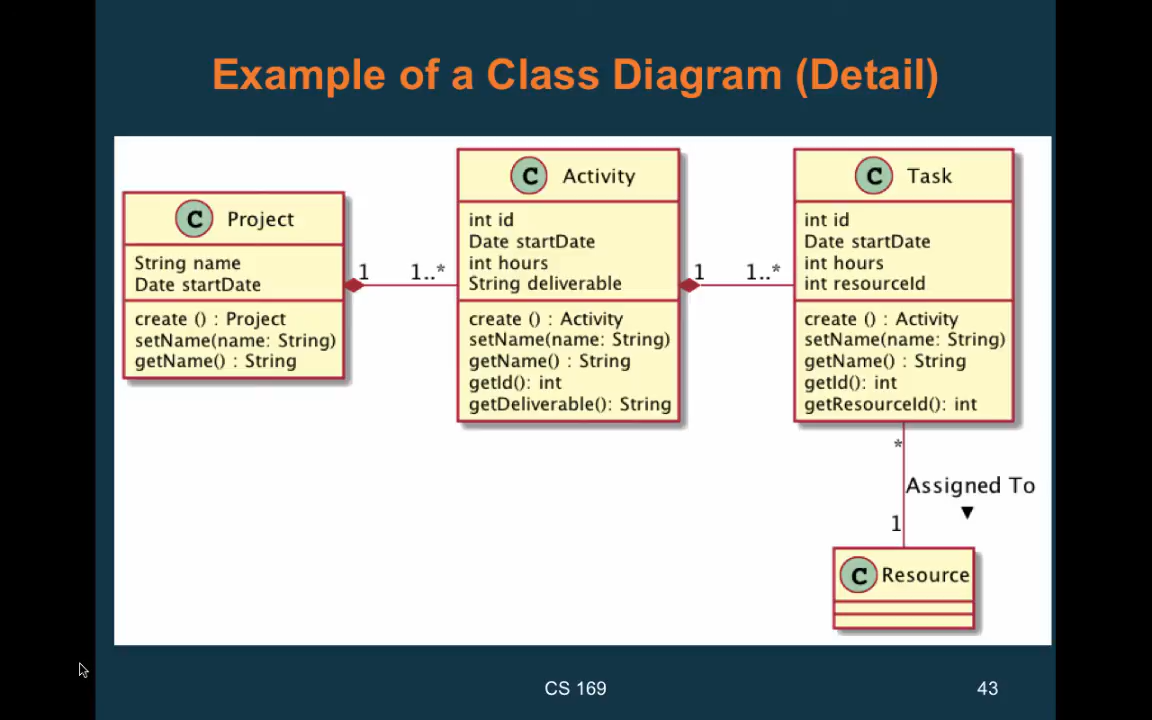 Example of a Class Diagram (Detail)
C Project
String name
Date startDate
create () : Project
setName(name: String)
getName() : String
1 1..*
C Activity
int id
Date startDate
int hours
String deliverable
create () : Activity
setName(name: String)
getName() : String
getId(): int
getDeliverable(): String
1 1..*
C Task
int id
Date startDate
int hours
int resourceId
create () : Activity
setName(name: String)
getName() : String
getId(): int
getResourceId(): int
*
Assigned To
1
C Resource
CS 169
43